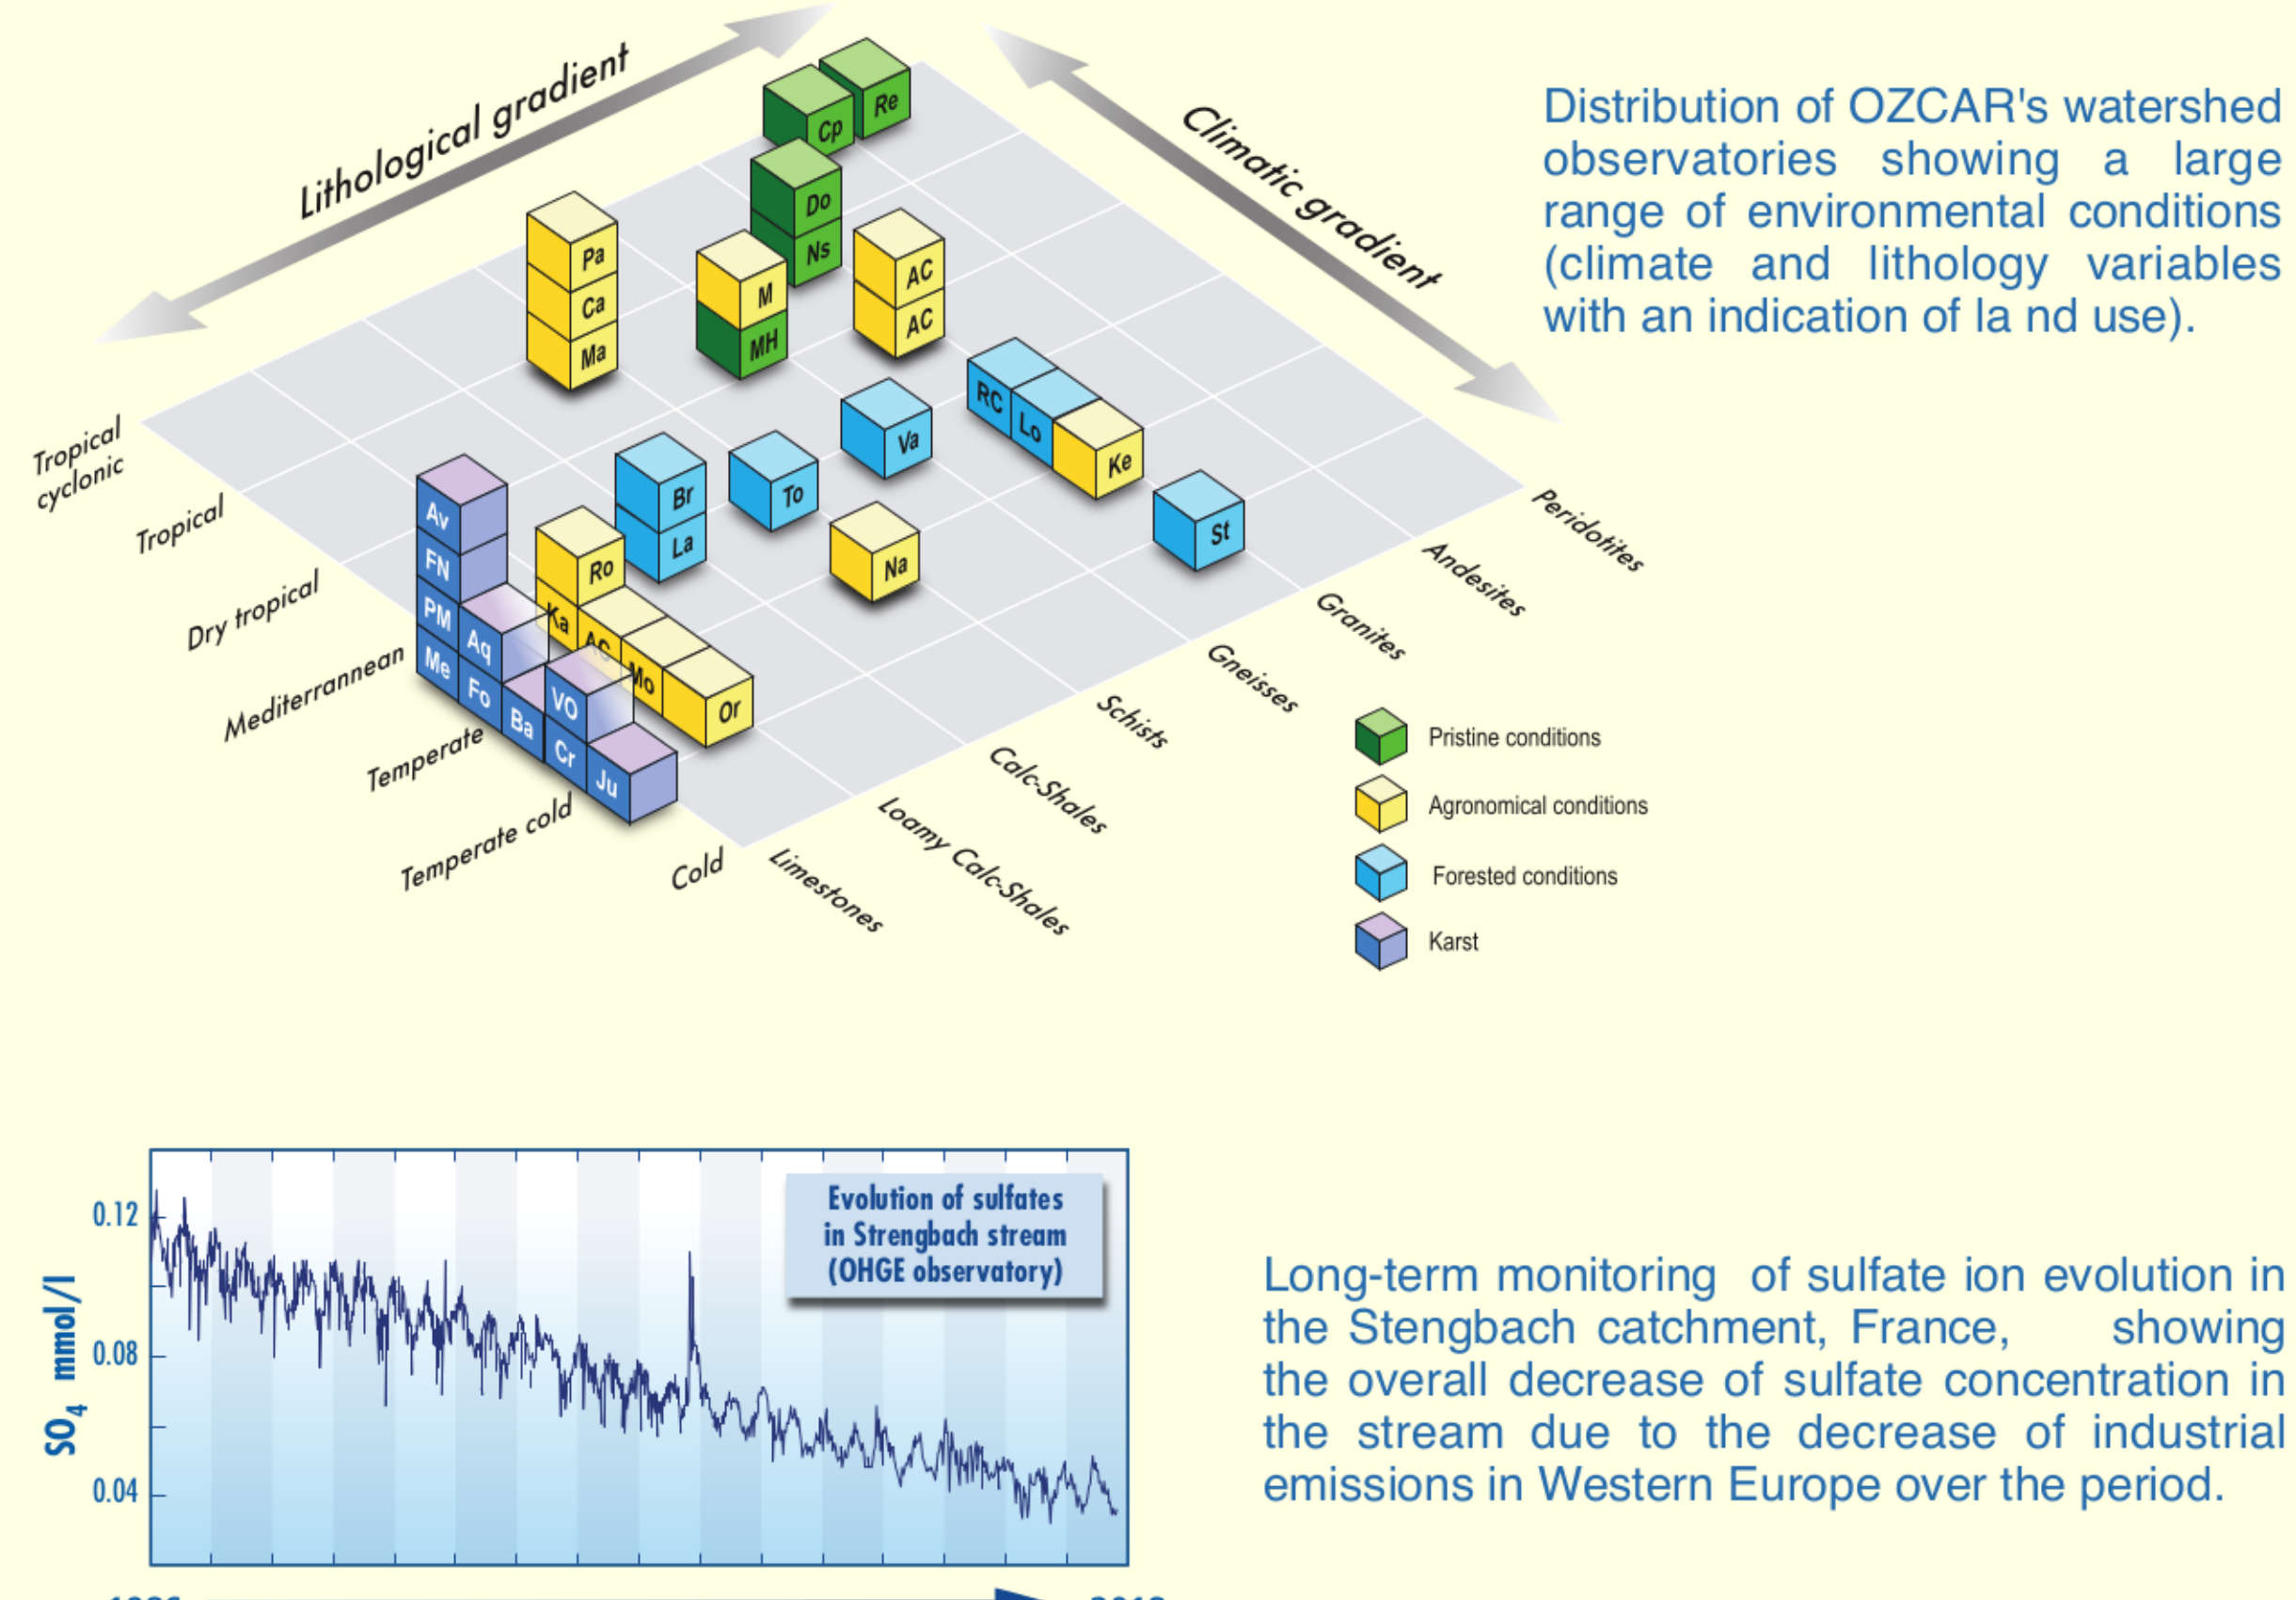 Lithological gradient
Climatic gradient
Distribution of OZCAR's watershed
observatories showing a large
range of environmental conditions
(climate and lithology variables
with an indication of la nd use).
Re
Cp
Do
Ns
Pa
Ca
Ma
M
MH
AC
AC
RC
Lo
Ke
Va
Br
La
To
St
Na
Av
FN
PM
Me
Aq
Fo
Ba
VO
Cr
Ju
Ro
Ka
AC
Mo
Or
Tropical
cyclonic
Tropical
Dry tropical
Mediterrannean
Temperate
Temperate cold
Cold
Peridotites
Andesites
Granites
Gneisses
Schists
Calc-Shales
Loamy Calc-Shales
Limestones
Pristine conditions
Agronomical conditions
Forested conditions
Karst
Evolution of sulfates
in Strengbach stream
(OHGE observatory)
0.12
0.08
0.04
SO4 mmol/l
Long-term monitoring of sulfate ion evolution in
the Stengbach catchment, France, showing
the overall decrease of sulfate concentration in
the stream due to the decrease of industrial
emissions in Western Europe over the period.